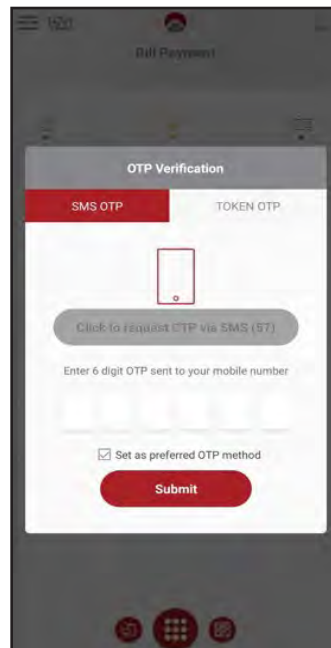 Bill Payment
OTP Verification
SMS OTP
TOKEN OTP
Click to request OTP via SMS (57)
Enter 6 digit OTP sent to your mobile number
Set as preferred OTP method
Submit